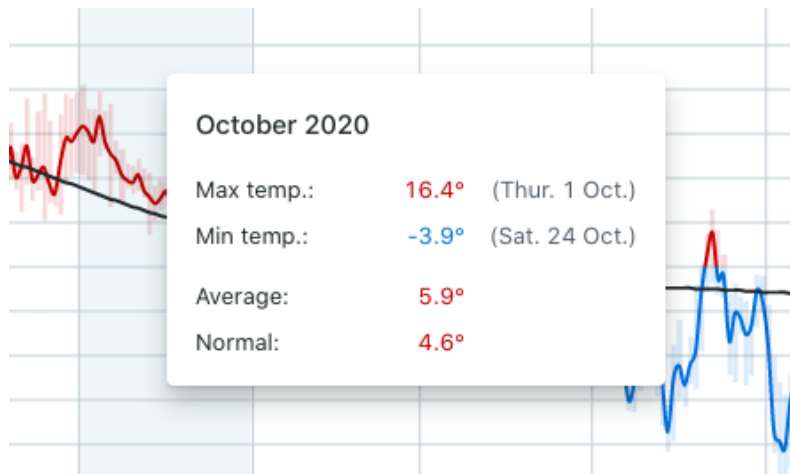 October 2020
Max temp.: 16.4° (Thur. 1 Oct.)
Min temp.: -3.9° (Sat. 24 Oct.)
Average: 5.9°
Normal: 4.6°